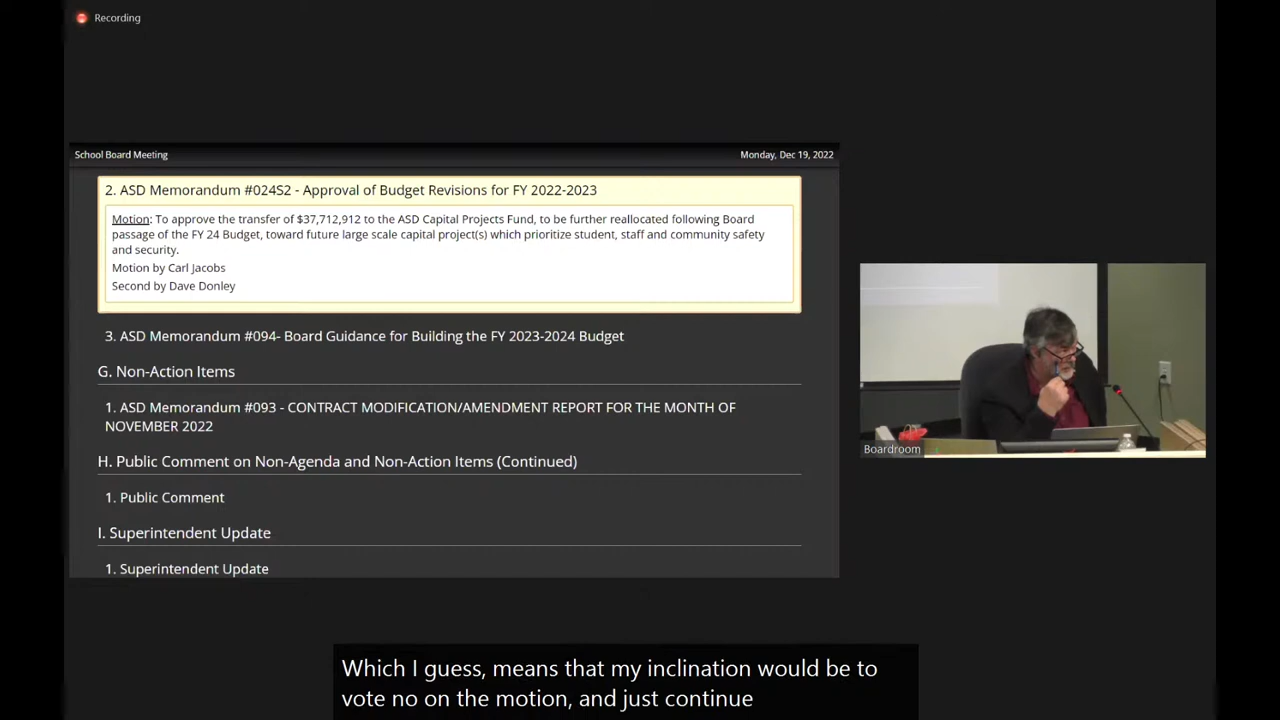 Recording
School Board Meeting
Monday, Dec 19, 2022
2. ASD Memorandum #024S2 - Approval of Budget Revisions for FY 2022-2023
Motion: To approve the transfer of $37,712,912 to the ASD Capital Projects Fund, to be further reallocated following Board
passage of the FY 24 Budget, toward future large scale capital project(s) which prioritize student, staff and community safety
and security.
Motion by Carl Jacobs
Second by Dave Donley
3. ASD Memorandum #094- Board Guidance for Building the FY 2023-2024 Budget
G. Non-Action Items
1. ASD Memorandum #093 - CONTRACT MODIFICATION/AMENDMENT REPORT FOR THE MONTH OF
NOVEMBER 2022
H. Public Comment on Non-Agenda and Non-Action Items (Continued)
1. Public Comment
I. Superintendent Update
1. Superintendent Update
Boardroom
Which I guess, means that my inclination would be to
vote no on the motion, and just continue